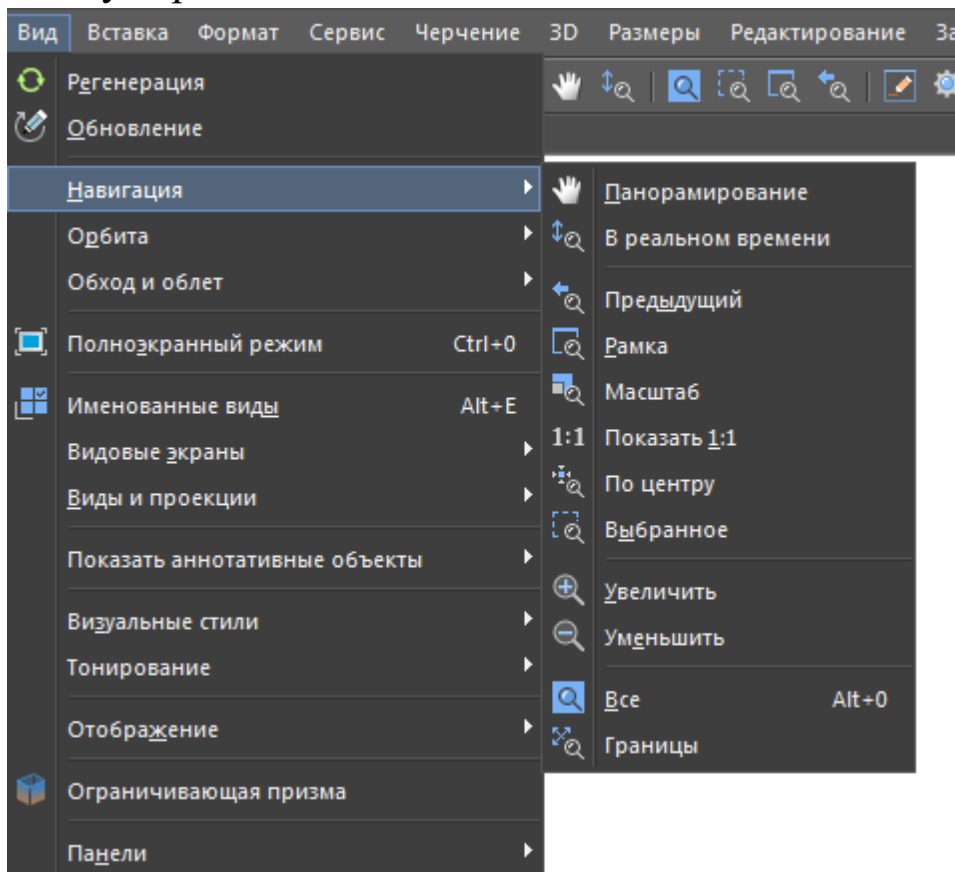 Вид Вставка Формат Сервис Черчение 3D Размеры Редактирование
Регенерация
Обновление
Навигация
Орбита
Обход и облет
Полноэкранный режим Ctrl+0
Именованные виды Alt+E
Видовые экраны
Виды и проекции
Показать аннотативные объекты
Визуальные стили
Тонирование
Отображение
Ограничивающая призма
Панели
Панорамирование
В реальном времени
Предыдущий
Рамка
Масштаб
1:1 Показать 1:1
По центру
Выбранное
Увеличить
Уменьшить
Все Alt+0
Границы